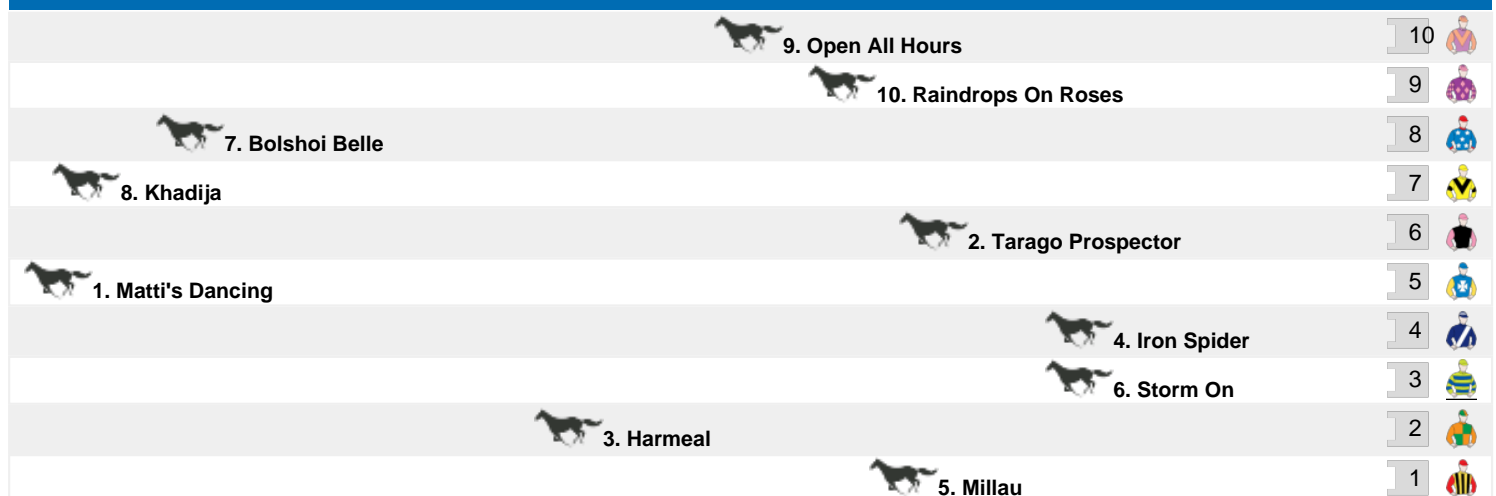 9. Open All Hours 10
10. Raindrops On Roses 9
7. Bolshoi Belle 8
8. Khadija 7
2. Tarago Prospector 6
1. Matti's Dancing 5
4. Iron Spider 4
6. Storm On 3
3. Harmeal 2
5. Millau 1